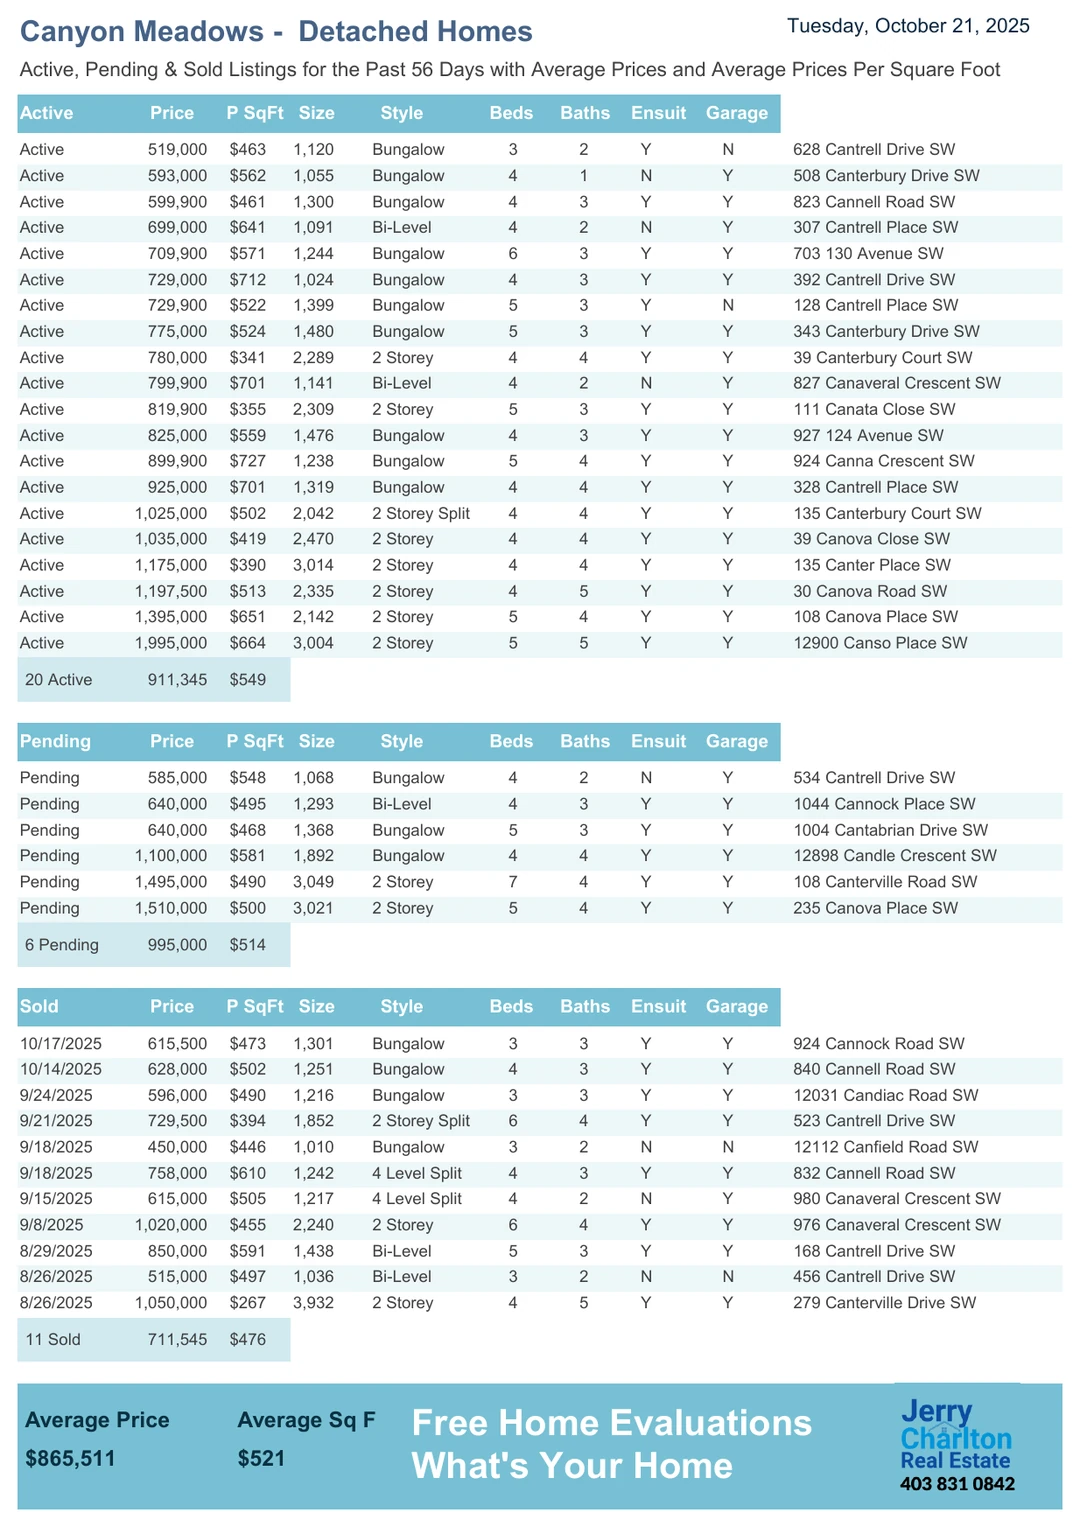 Canyon Meadows -  Detached Homes
Tuesday, October 21, 2025
Active, Pending & Sold Listings for the Past 56 Days with Average Prices and Average Prices Per Square Foot
Active Price P SqFt Size Style Beds Baths Ensuit Garage
Active 519,000 $463 1,120 Bungalow 3 2 Y N 628 Cantrell Drive SW
Active 593,000 $562 1,055 Bungalow 4 1 N Y 508 Canterbury Drive SW
Active 599,900 $461 1,300 Bungalow 4 3 Y Y 823 Cannell Road SW
Active 699,000 $641 1,091 Bi-Level 4 2 N Y 307 Cantrell Place SW
Active 709,900 $571 1,244 Bungalow 6 3 Y Y 703 130 Avenue SW
Active 729,000 $712 1,024 Bungalow 4 3 Y Y 392 Cantrell Drive SW
Active 729,900 $522 1,399 Bungalow 5 3 Y N 128 Cantrell Place SW
Active 775,000 $524 1,480 Bungalow 5 3 Y Y 343 Canterbury Drive SW
Active 780,000 $341 2,289 2 Storey 4 4 Y Y 39 Canterbury Court SW
Active 799,900 $701 1,141 Bi-Level 4 2 N Y 827 Canaveral Crescent SW
Active 819,900 $355 2,309 2 Storey 5 3 Y Y 111 Canata Close SW
Active 825,000 $559 1,476 Bungalow 4 3 Y Y 927 124 Avenue SW
Active 899,900 $727 1,238 Bungalow 5 4 Y Y 924 Canna Crescent SW
Active 925,000 $701 1,319 Bungalow 4 4 Y Y 328 Cantrell Place SW
Active 1,025,000 $502 2,042 2 Storey Split 4 4 Y Y 135 Canterbury Court SW
Active 1,035,000 $419 2,470 2 Storey 4 4 Y Y 39 Canova Close SW
Active 1,175,000 $390 3,014 2 Storey 4 4 Y Y 135 Canter Place SW
Active 1,197,500 $513 2,335 2 Storey 4 5 Y Y 30 Canova Road SW
Active 1,395,000 $651 2,142 2 Storey 5 4 Y Y 108 Canova Place SW
Active 1,995,000 $664 3,004 2 Storey 5 5 Y Y 12900 Canso Place SW
20 Active 911,345 $549
Pending Price P SqFt Size Style Beds Baths Ensuit Garage
Pending 585,000 $548 1,068 Bungalow 4 2 N Y 534 Cantrell Drive SW
Pending 640,000 $495 1,293 Bi-Level 4 3 Y Y 1044 Cannock Place SW
Pending 640,000 $468 1,368 Bungalow 5 3 Y Y 1004 Cantabrian Drive SW
Pending 1,100,000 $581 1,892 Bungalow 4 4 Y Y 12898 Candle Crescent SW
Pending 1,495,000 $490 3,049 2 Storey 7 4 Y Y 108 Canterville Road SW
Pending 1,510,000 $500 3,021 2 Storey 5 4 Y Y 235 Canova Place SW
6 Pending 995,000 $514
Sold Price P SqFt Size Style Beds Baths Ensuit Garage
10/17/2025 615,500 $473 1,301 Bungalow 3 3 Y Y 924 Cannock Road SW
10/14/2025 628,000 $502 1,251 Bungalow 4 3 Y Y 840 Cannell Road SW
9/24/2025 596,000 $490 1,216 Bungalow 3 3 Y Y 12031 Candiac Road SW
9/21/2025 729,500 $394 1,852 2 Storey Split 6 4 Y Y 523 Cantrell Drive SW
9/18/2025 450,000 $446 1,010 Bungalow 3 2 N N 12112 Canfield Road SW
9/18/2025 758,000 $610 1,242 4 Level Split 4 3 Y Y 832 Cannell Road SW
9/15/2025 615,000 $505 1,217 4 Level Split 4 2 N Y 980 Canaveral Crescent SW
9/8/2025 1,020,000 $455 2,240 2 Storey 6 4 Y Y 976 Canaveral Crescent SW
8/29/2025 850,000 $591 1,438 Bi-Level 5 3 Y Y 168 Cantrell Drive SW
8/26/2025 515,000 $497 1,036 Bi-Level 3 2 N N 456 Cantrell Drive SW
8/26/2025 1,050,000 $267 3,932 2 Storey 4 5 Y Y 279 Canterville Drive SW
11 Sold 711,545 $476
Average Price Average Sq F
$865,511 $521
Free Home Evaluations
What's Your Home
Jerry
Charlton
Real Estate
403 831 0842